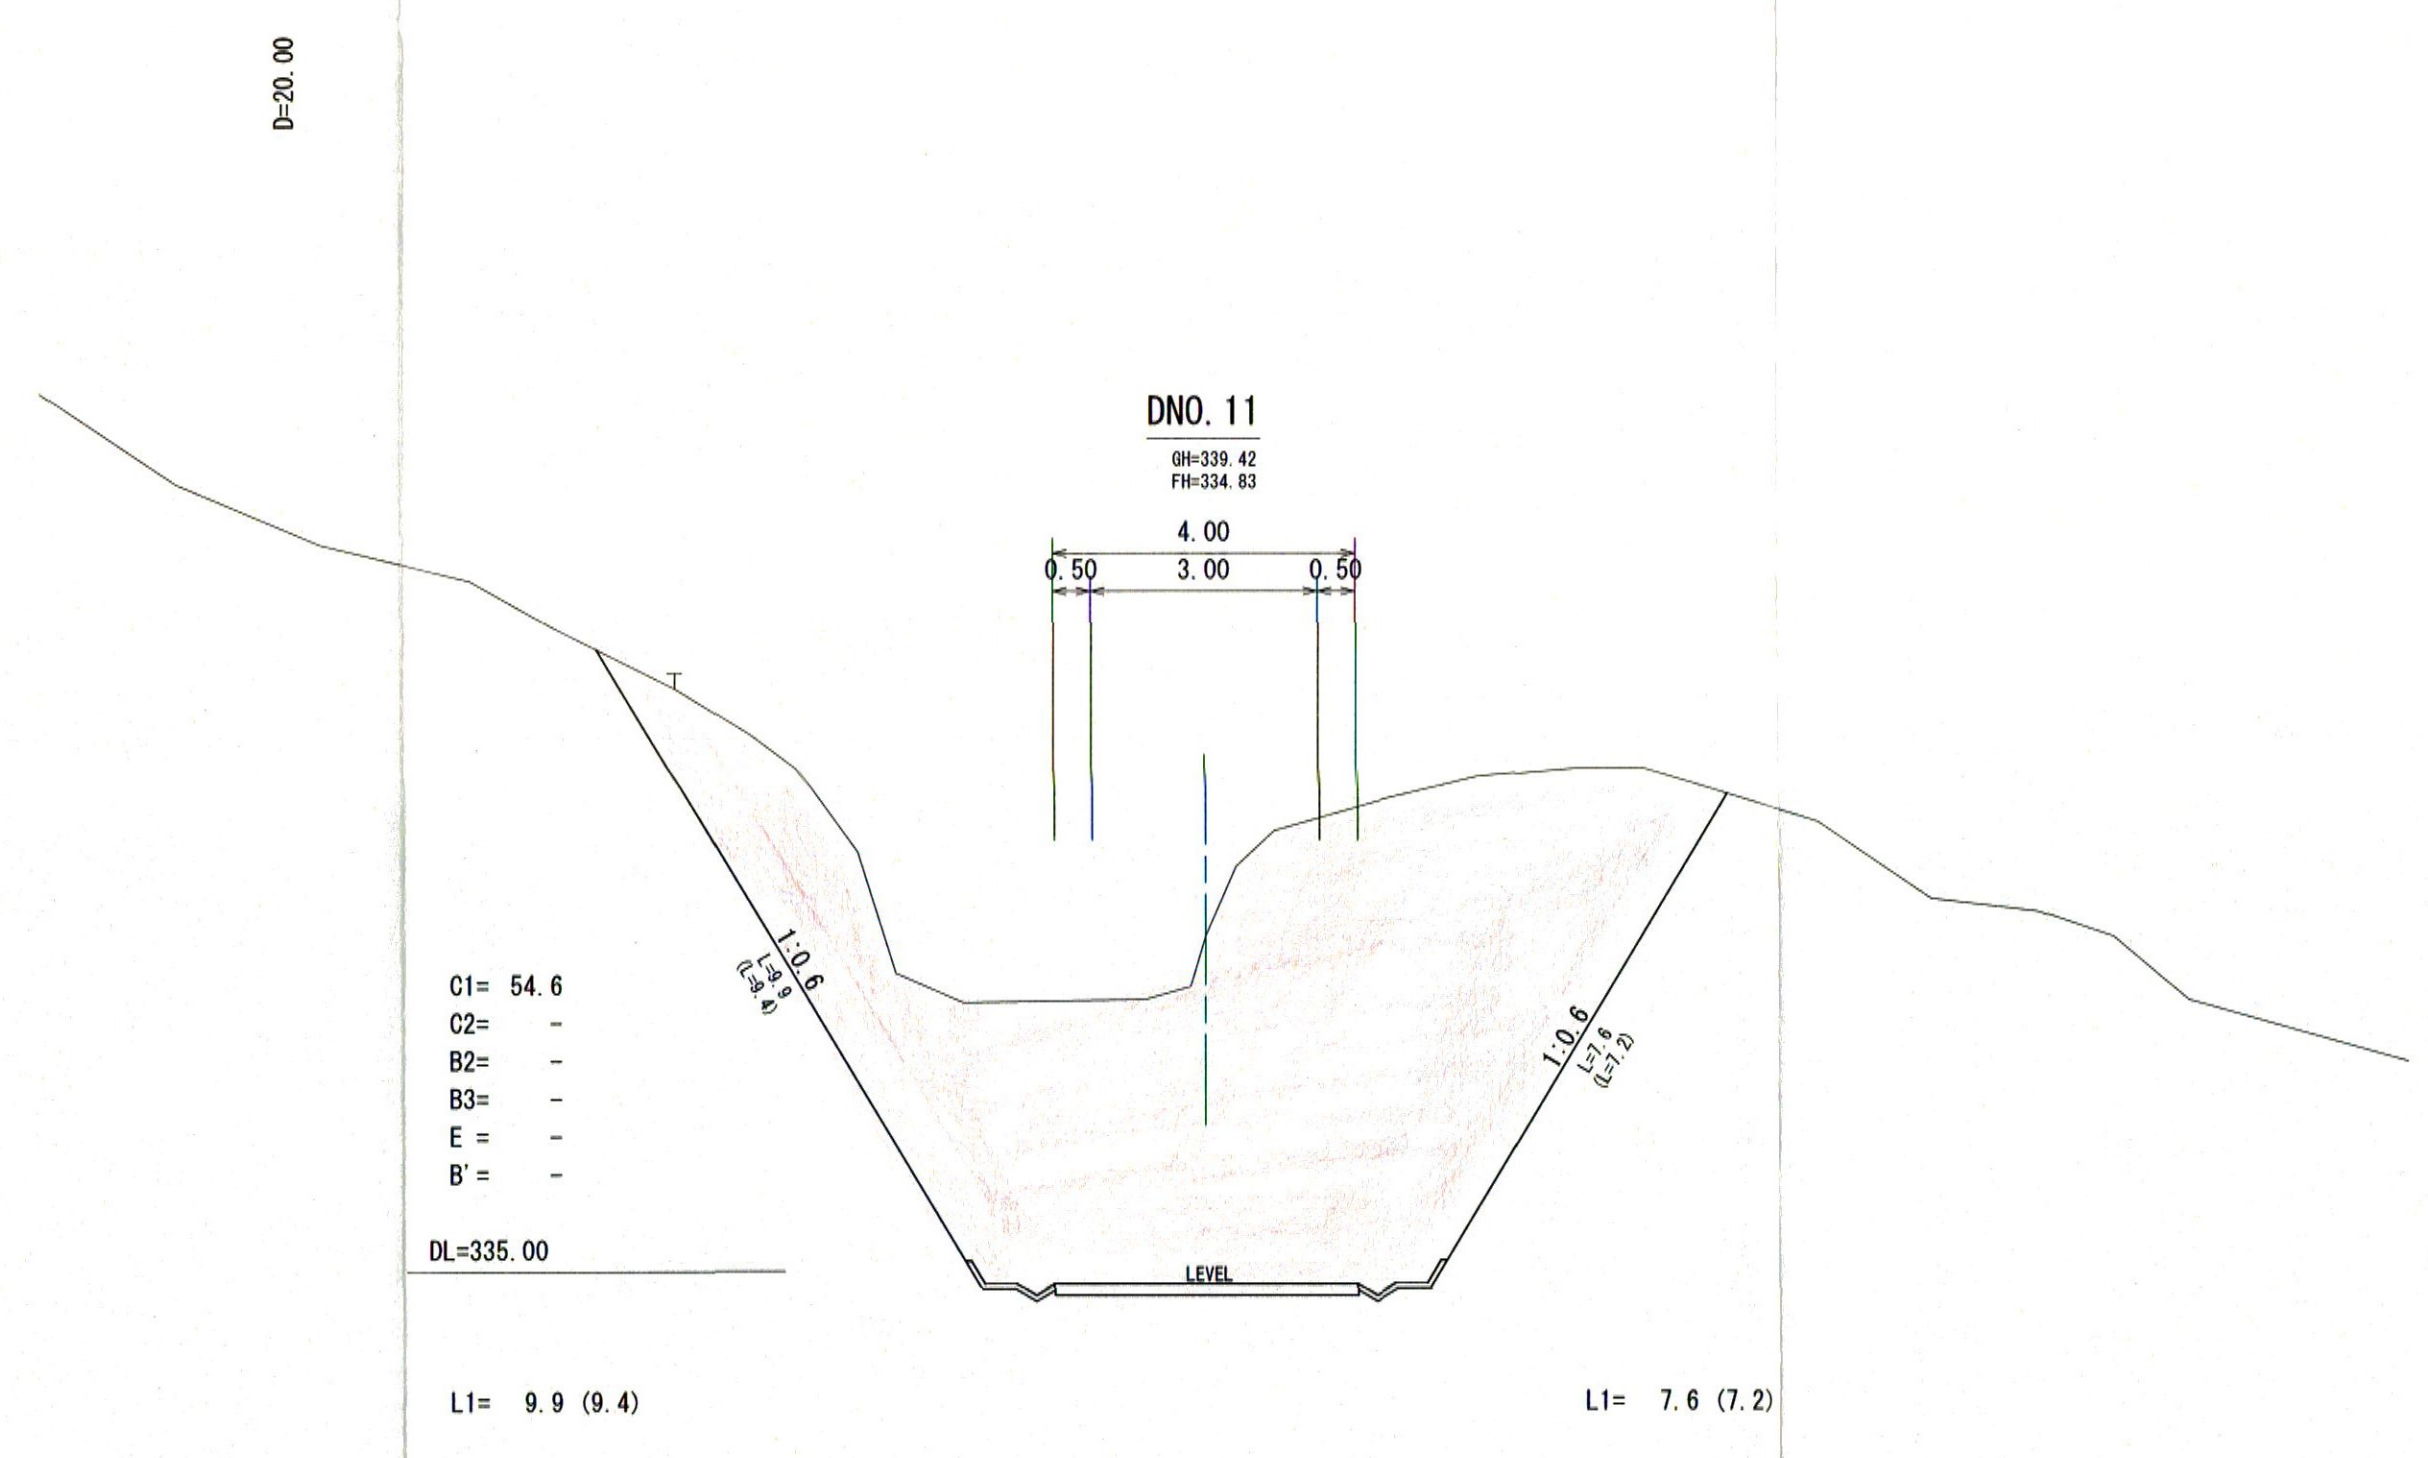 D=20.00
DNO.11
GH=339.42
FH=334.83
4.00
0.50 3.00 0.50
1:0.6
L=9.9
(L=9.4)
1:0.6
L=7.6
(L=7.2)
C1= 54.6
C2= -
B2= -
B3= -
E = -
B'= -
DL=335.00
LEVEL
L1= 9.9 (9.4)
L1= 7.6 (7.2)